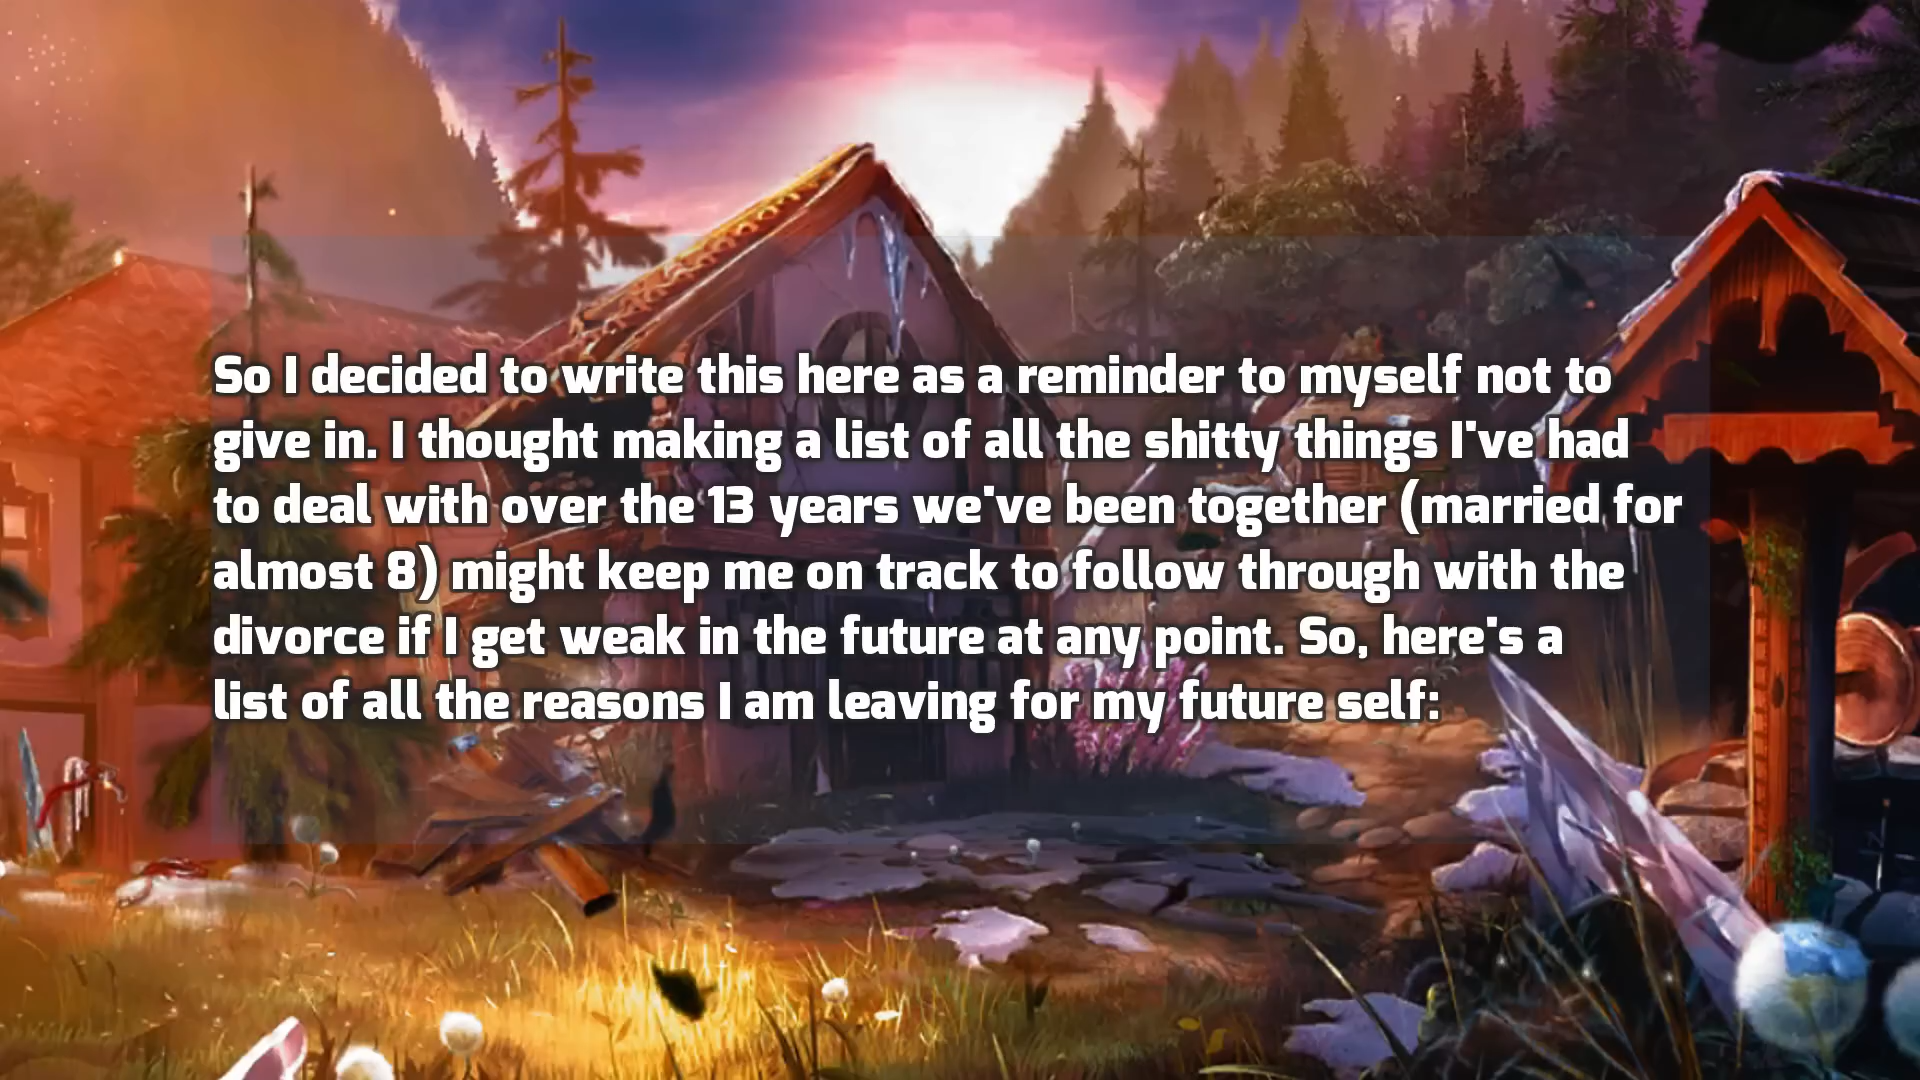 So I decided to write this here as a reminder to myself not to
give in. I thought making a list of all the shitty things I've had
to deal with over the 13 years we've been together (married for
almost 8) might keep me on track to follow through with the
divorce if I get weak in the future at any point. So, here's a
list of all the reasons I am leaving for my future self: